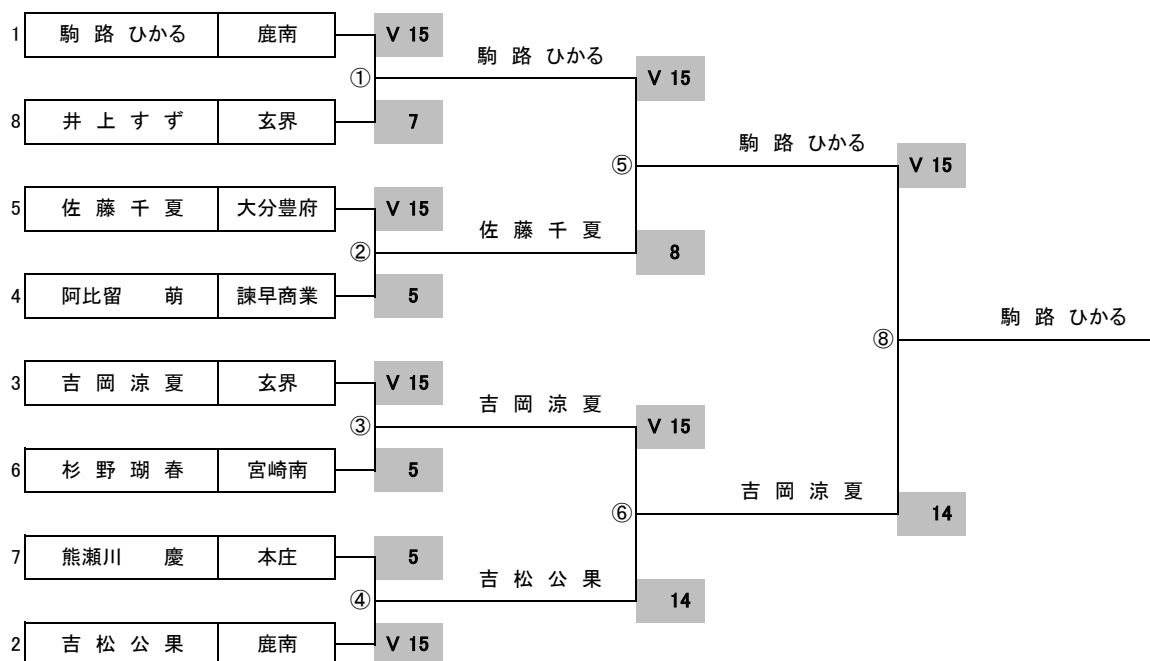 1 駒 路 ひかる 鹿南 V 15
駒 路 ひかる
① V 15
8 井 上 す ず 玄界 7
駒 路 ひかる
⑤ V 15
5 佐 藤 千 夏 大分豊府 V 15
佐 藤 千 夏
② 8
4 阿比留 萌 諫早商業 5
駒 路 ひかる
⑧
3 吉 岡 涼 夏 玄界 V 15
吉 岡 涼 夏
③ V 15
6 杉 野 瑚 春 宮崎南 5
吉 岡 涼 夏
⑥ 14
7 熊瀬川 慶 本庄 5
吉 松 公 果
④ 14
2 吉 松 公 果 鹿南 V 15